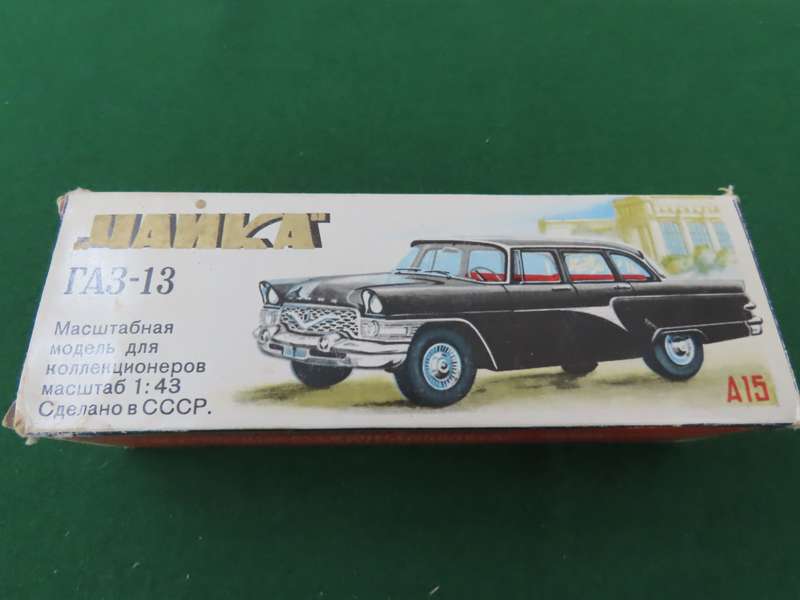 „ЧАЙКА"
ГАЗ-13
Масштабная
модель для
коллекционеров
масштаб 1:43
Сделано в СССР.
А15